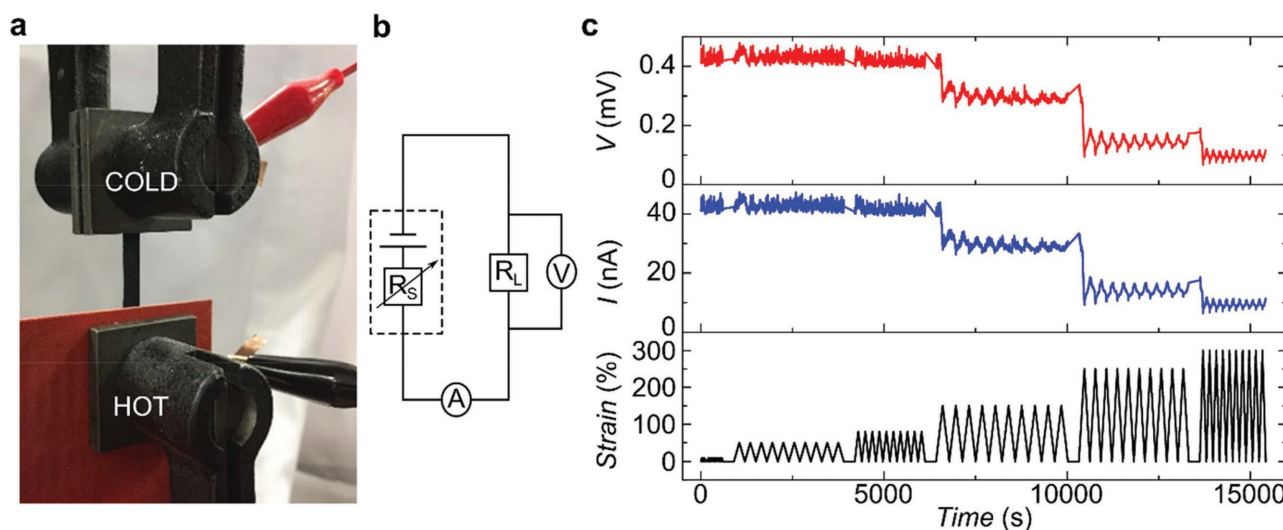 a
COLD
HOT
b
R_S
R_L
V
A
c
V (mV)
0.4
0.2
0
I (nA)
40
20
0
Strain (%)
300
200
100
0
0
5000
10000
15000
Time (s)